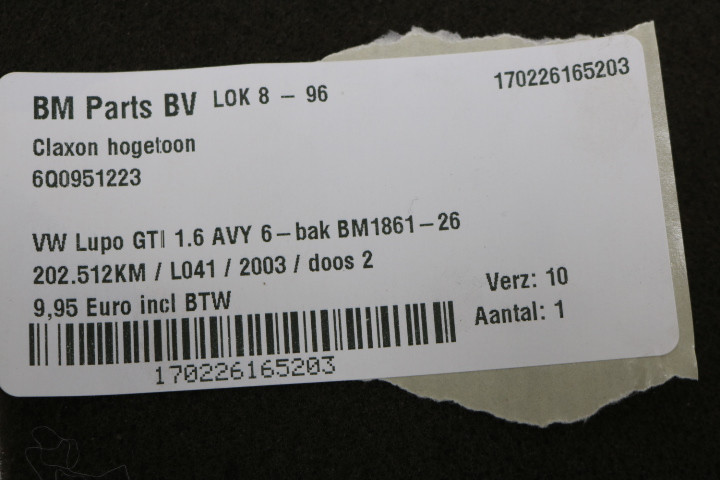 BM Parts BV LOK 8 - 96 170226165203
Claxon hogetoon
6Q0951223
VW Lupo GTI 1.6 AVY 6-bak BM1861-26
202.512KM / L041 / 2003 / doos 2
9,95 Euro incl BTW
Verz: 10
Aantal: 1
170226165203